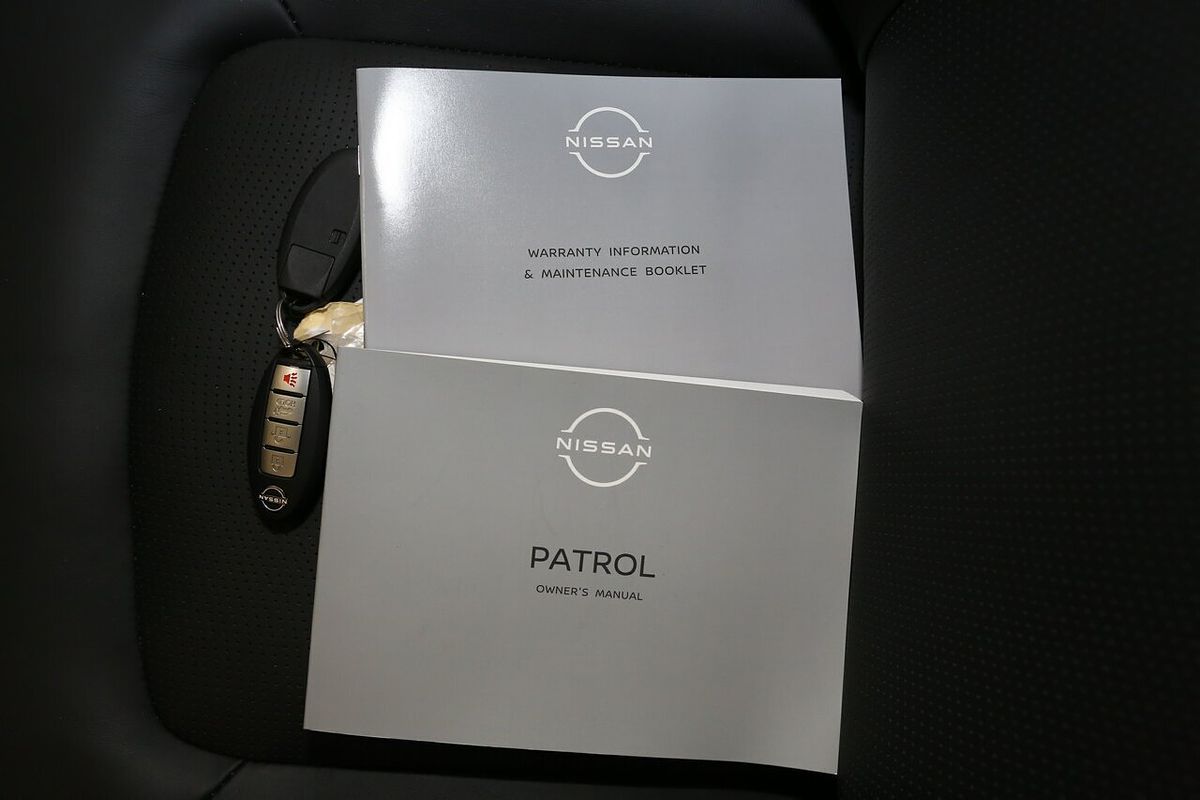 NISSAN
WARRANTY INFORMATION
& MAINTENANCE BOOKLET
NISSAN
PATROL
OWNER'S MANUAL
NISSAN